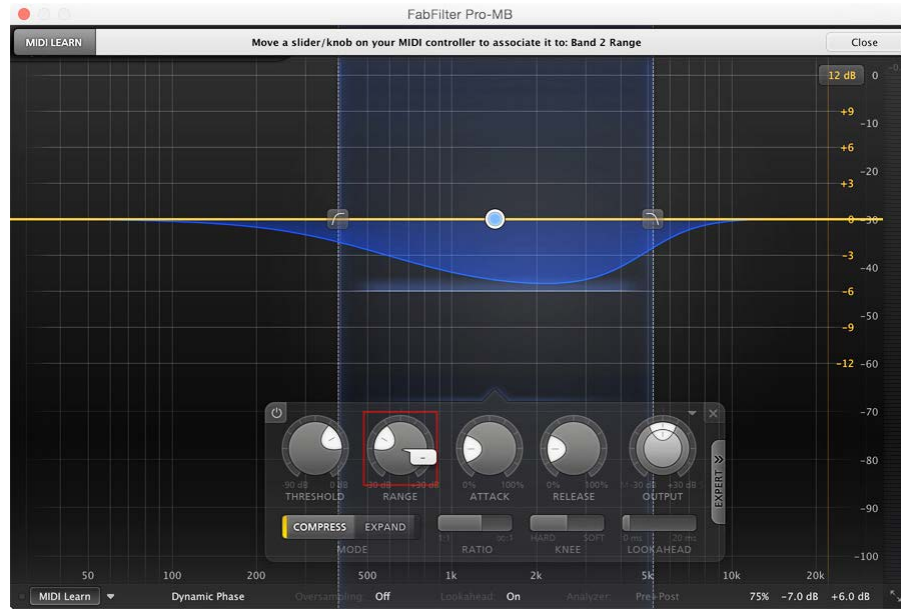 FabFilter Pro-MB
MIDI LEARN
Move a slider/knob on your MIDI controller to associate it to: Band 2 Range
Close
12 dB 0
+9
-10
+6
-20
+3
0 -30
-3
-40
-6
-50
-9
-12 -60
-70
-80
-90
-100
-90 dB 0 dB
THRESHOLD
-30 dB +30 dB
RANGE
-
0% 100%
ATTACK
0% 100%
RELEASE
-30 dB +30 dB
OUTPUT
EXPERT
COMPRESS EXPAND
MODE
1:1 ∞:1
RATIO
HARD SOFT
KNEE
0 ms 20 ms
LOOKAHEAD
50 100 200 500 1k 2k 5k 10k 20k
MIDI Learn Dynamic Phase Oversampling: Off Lookahead: On Analyzer: Pre+Post 75% -7.0 dB +6.0 dB